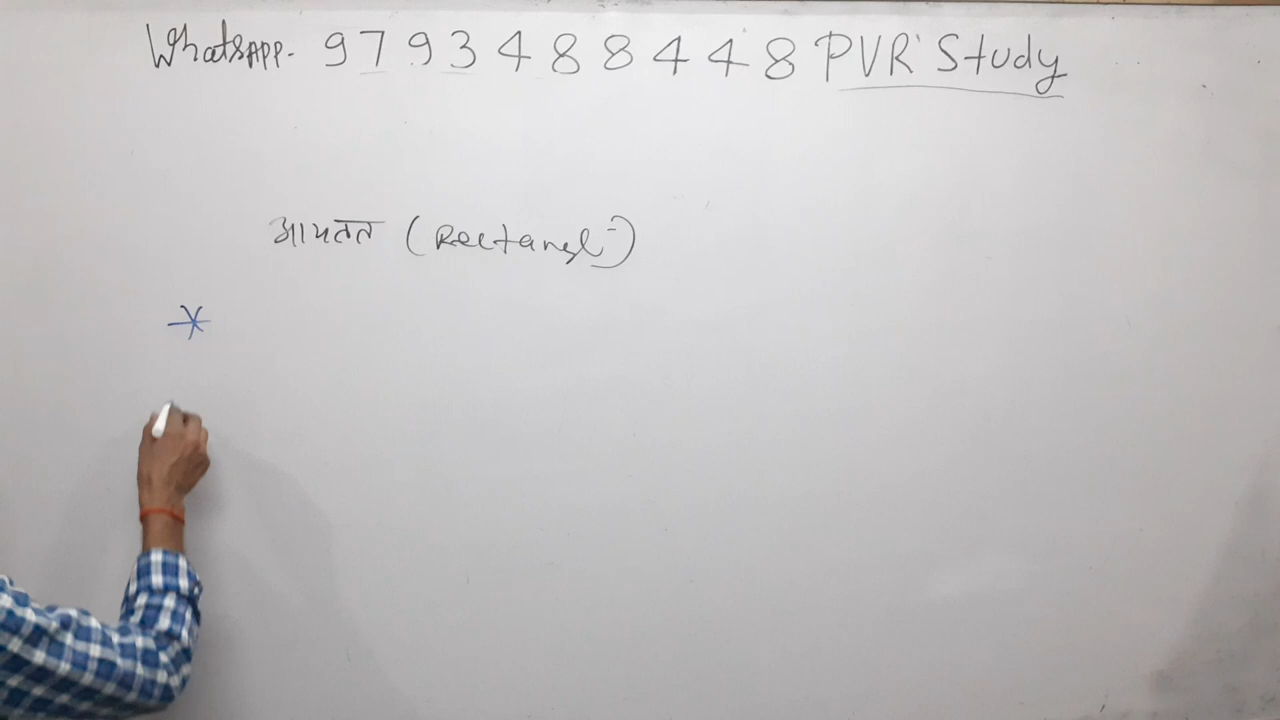 WhatsAPP- 9793488448 PVR Study
आयतत (Rectangle)
*